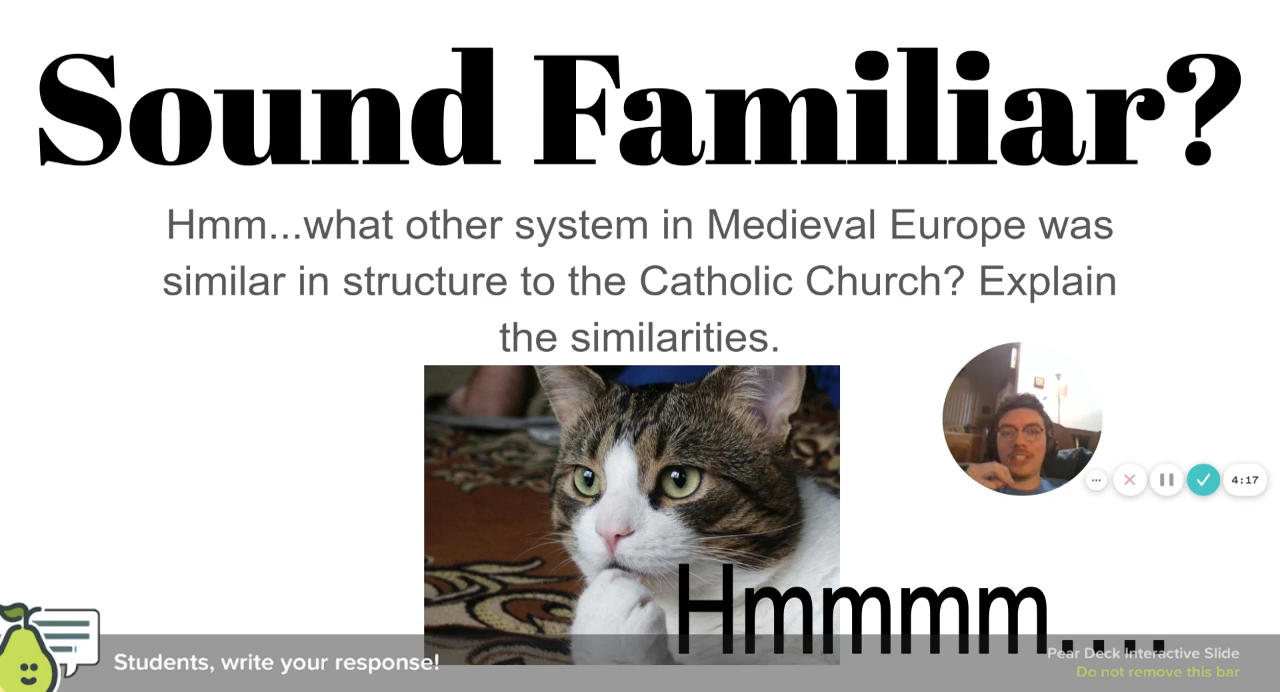 Sound Familiar?
Hmm...what other system in Medieval Europe was
similar in structure to the Catholic Church? Explain
the similarities.
4:17
Hmmmm....
Students, write your response!
Pear Deck Interactive Slide
Do not remove this bar